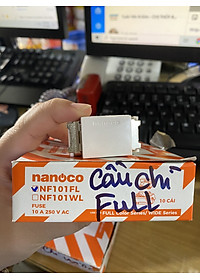 nanoco
NF101FL
NF101WL
FUSE
10 A 250 V AC
cầu chì
FULL
10 CÁI
FULL Color Series/ WIDE Series